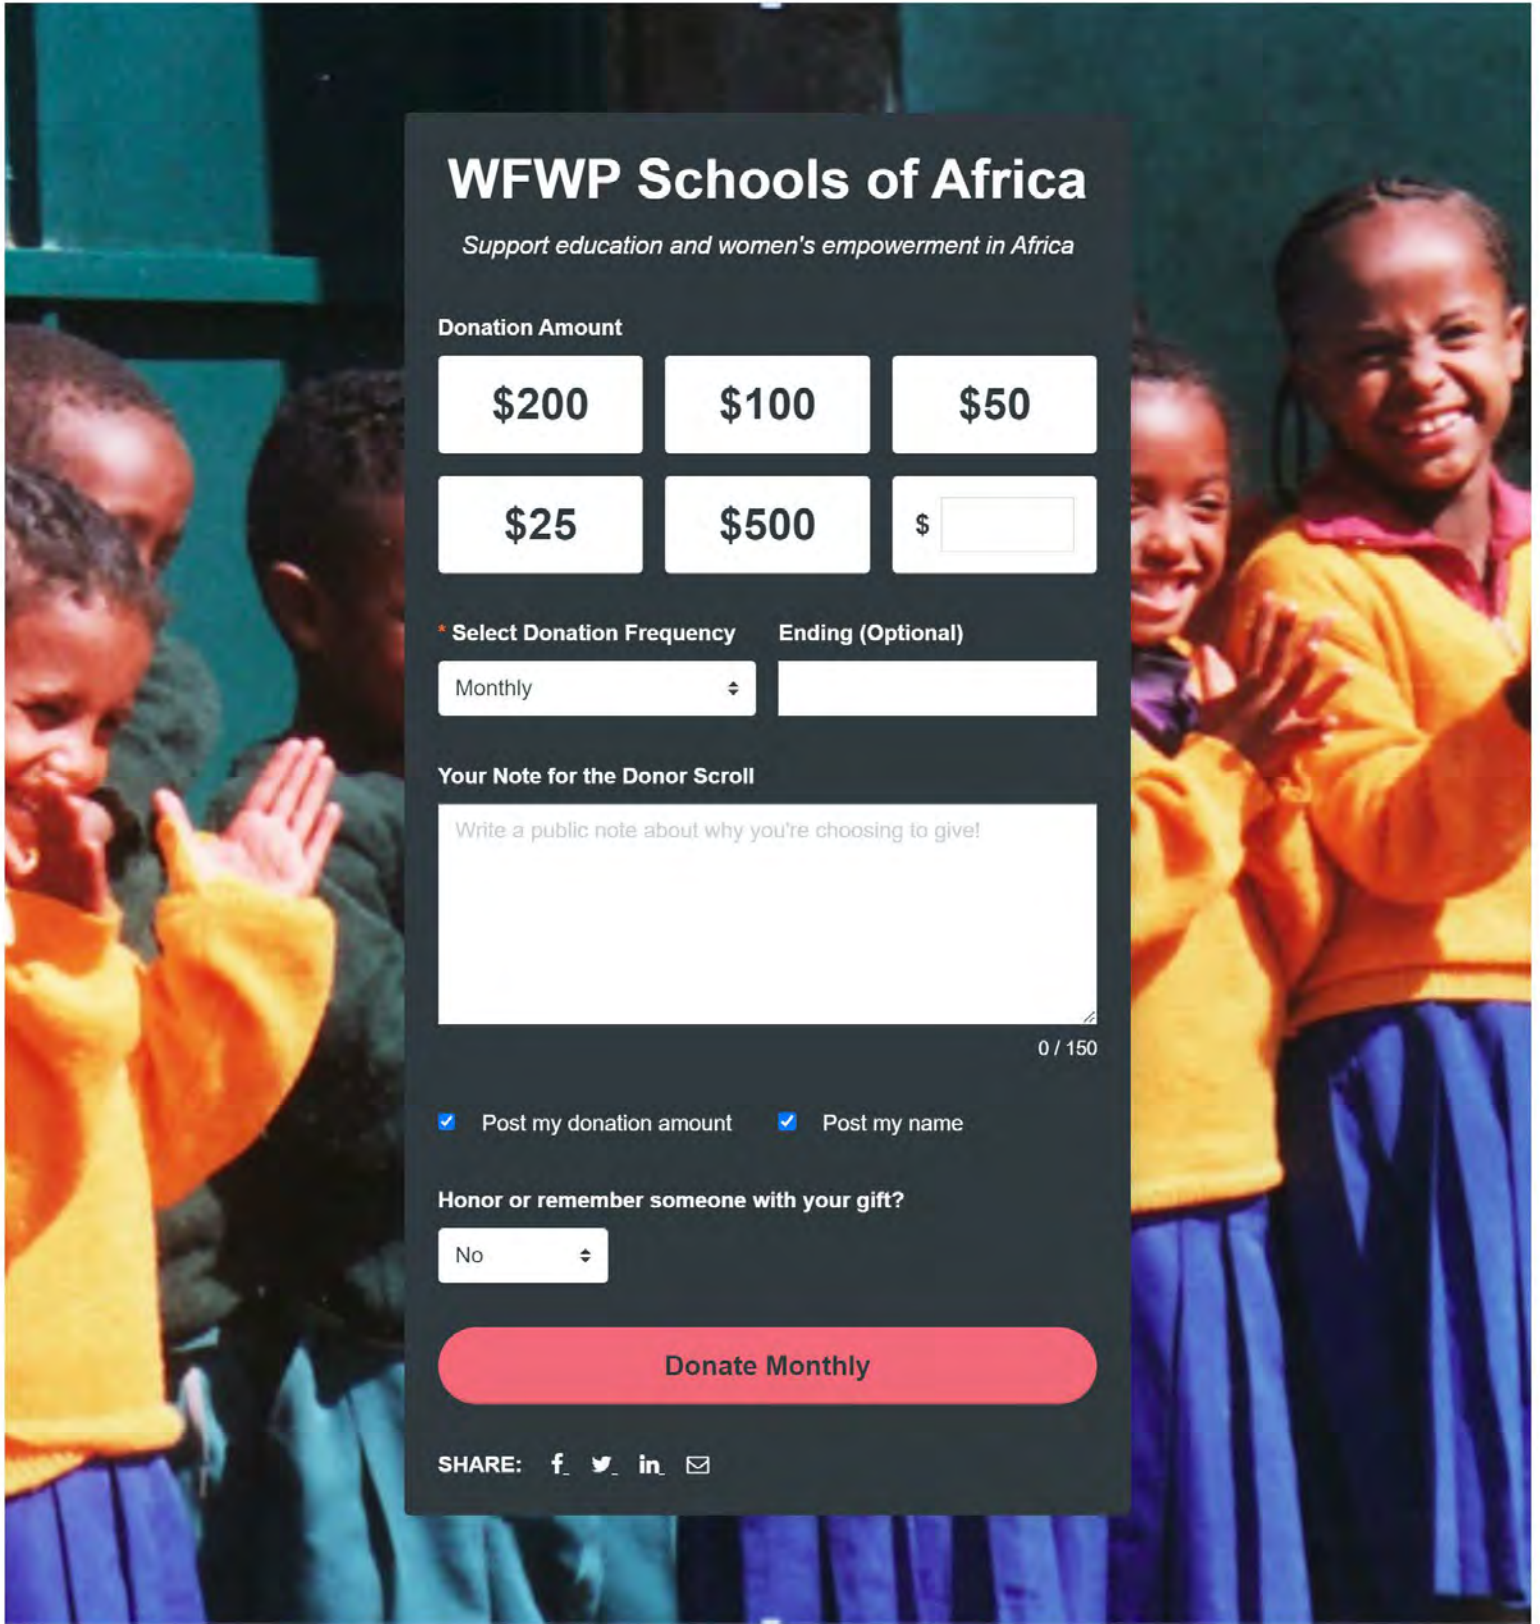 WFWP Schools of Africa
Support education and women's empowerment in Africa
Donation Amount
$200 $100 $50
$25 $500 $
* Select Donation Frequency Ending (Optional)
Monthly
Your Note for the Donor Scroll
Write a public note about why you're choosing to give!
0 / 150
Post my donation amount Post my name
Honor or remember someone with your gift?
No
Donate Monthly
SHARE: